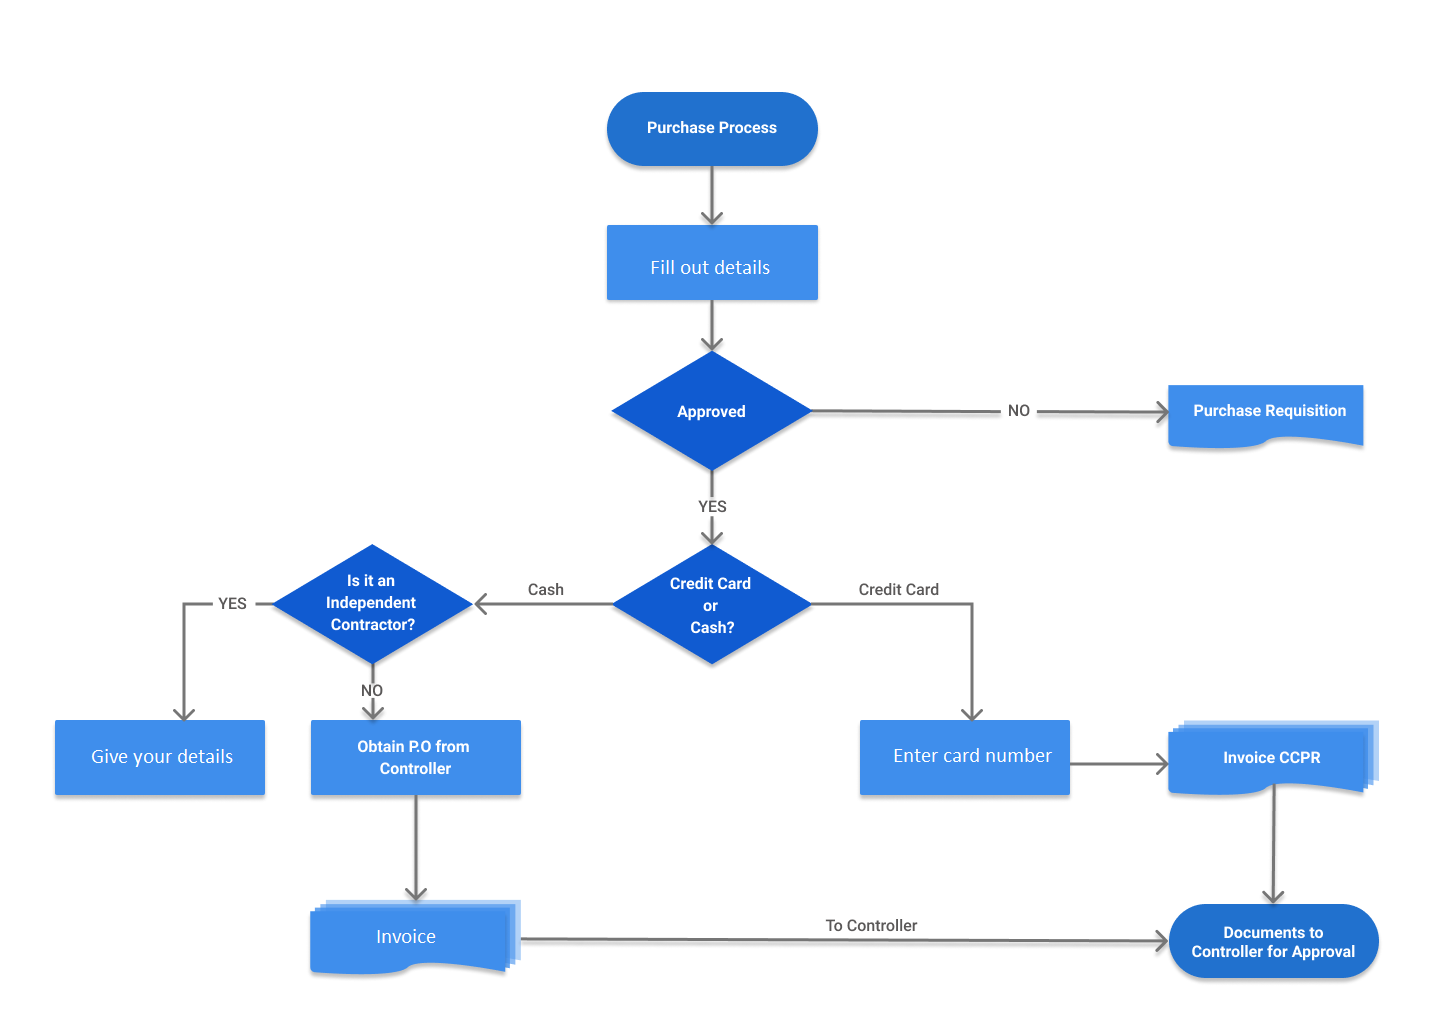 Purchase Process
Fill out details
Approved
NO
Purchase Requisition
YES
Is it an
Independent
Contractor?
YES
Cash
Credit Card
or
Cash?
Credit Card
NO
Give your details
Obtain P.O from
Controller
Enter card number
Invoice CCPR
Invoice
To Controller
Documents to
Controller for Approval